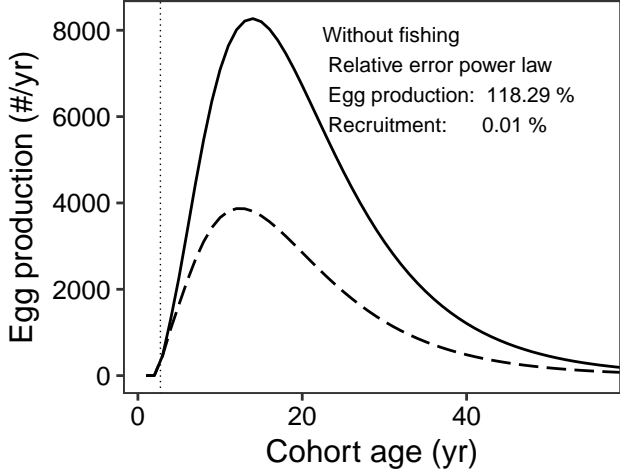 8000
6000
4000
2000
0
Egg production (#/yr)
Without fishing
Relative error power law
Egg production: 118.29 %
Recruitment: 0.01 %
0 20 40
Cohort age (yr)